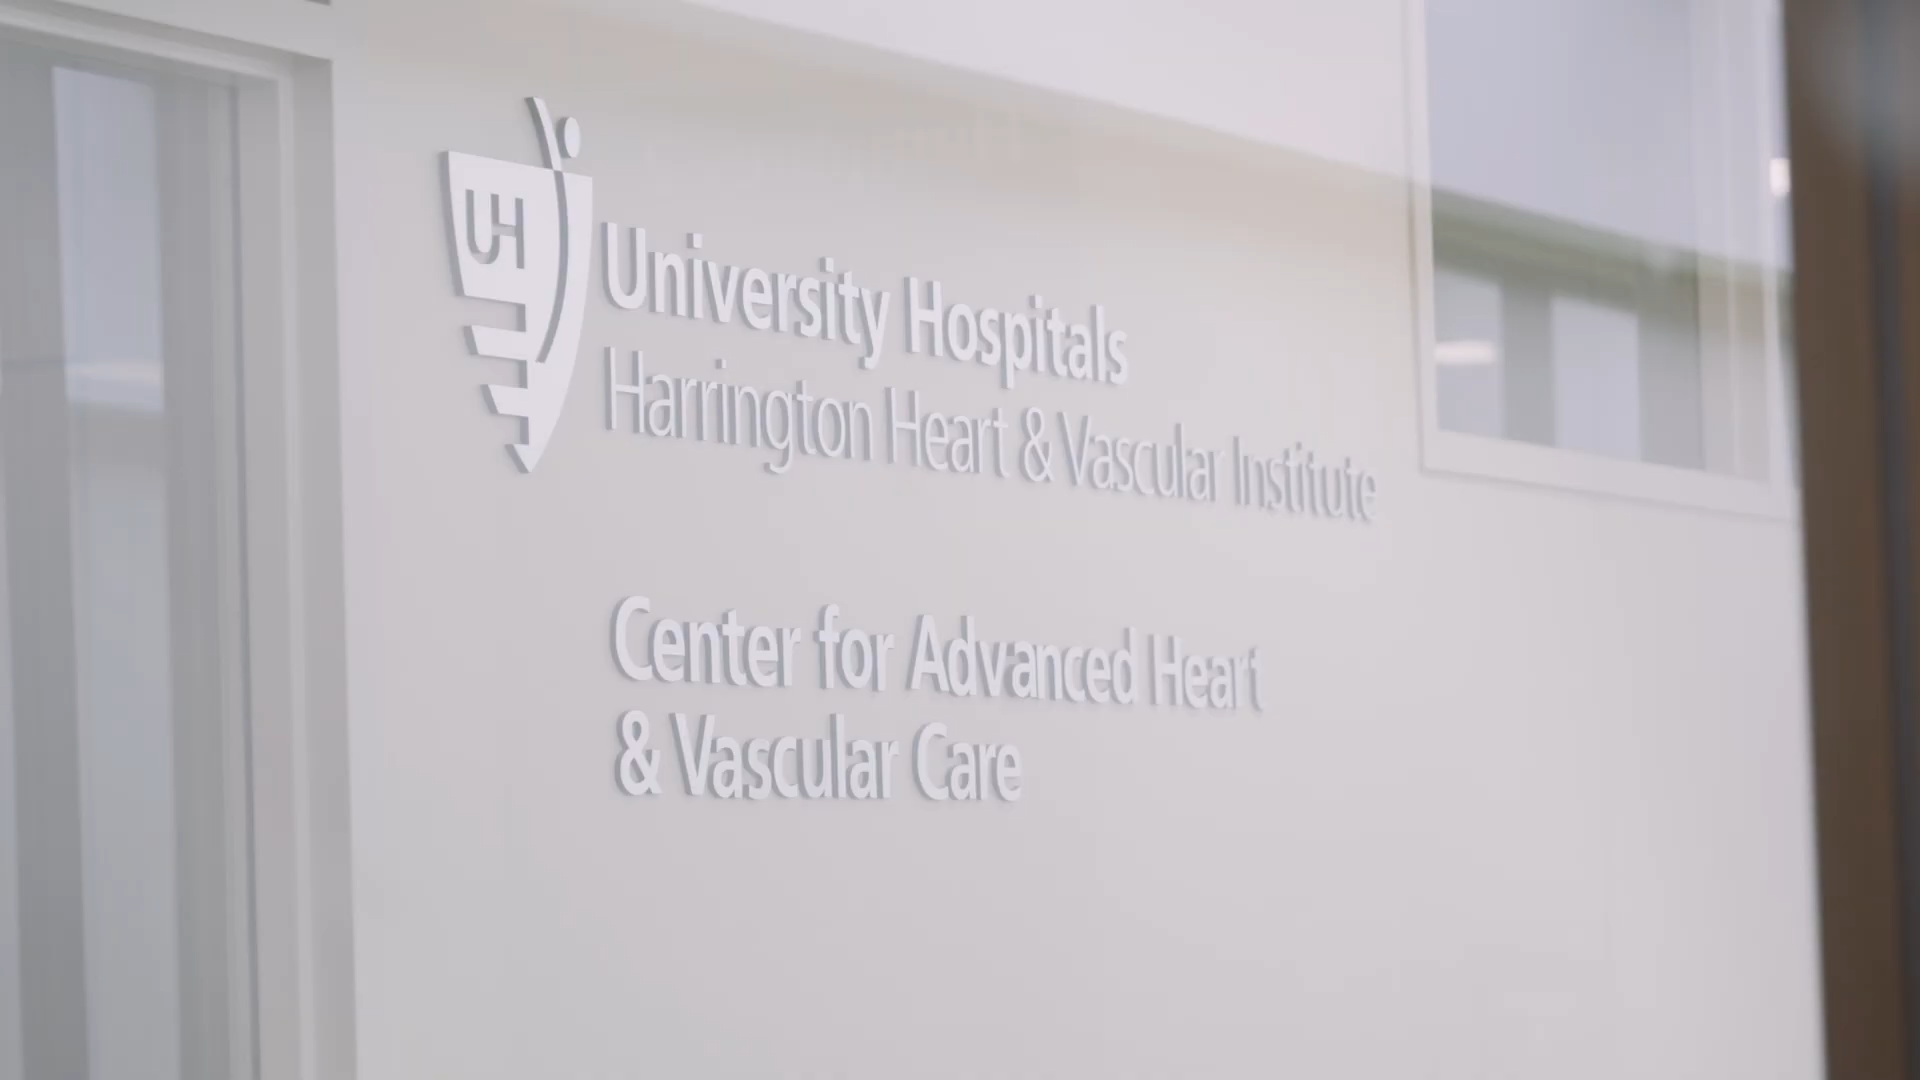 UH
University Hospitals
Harrington Heart & Vascular Institute
Center for Advanced Heart
& Vascular Care